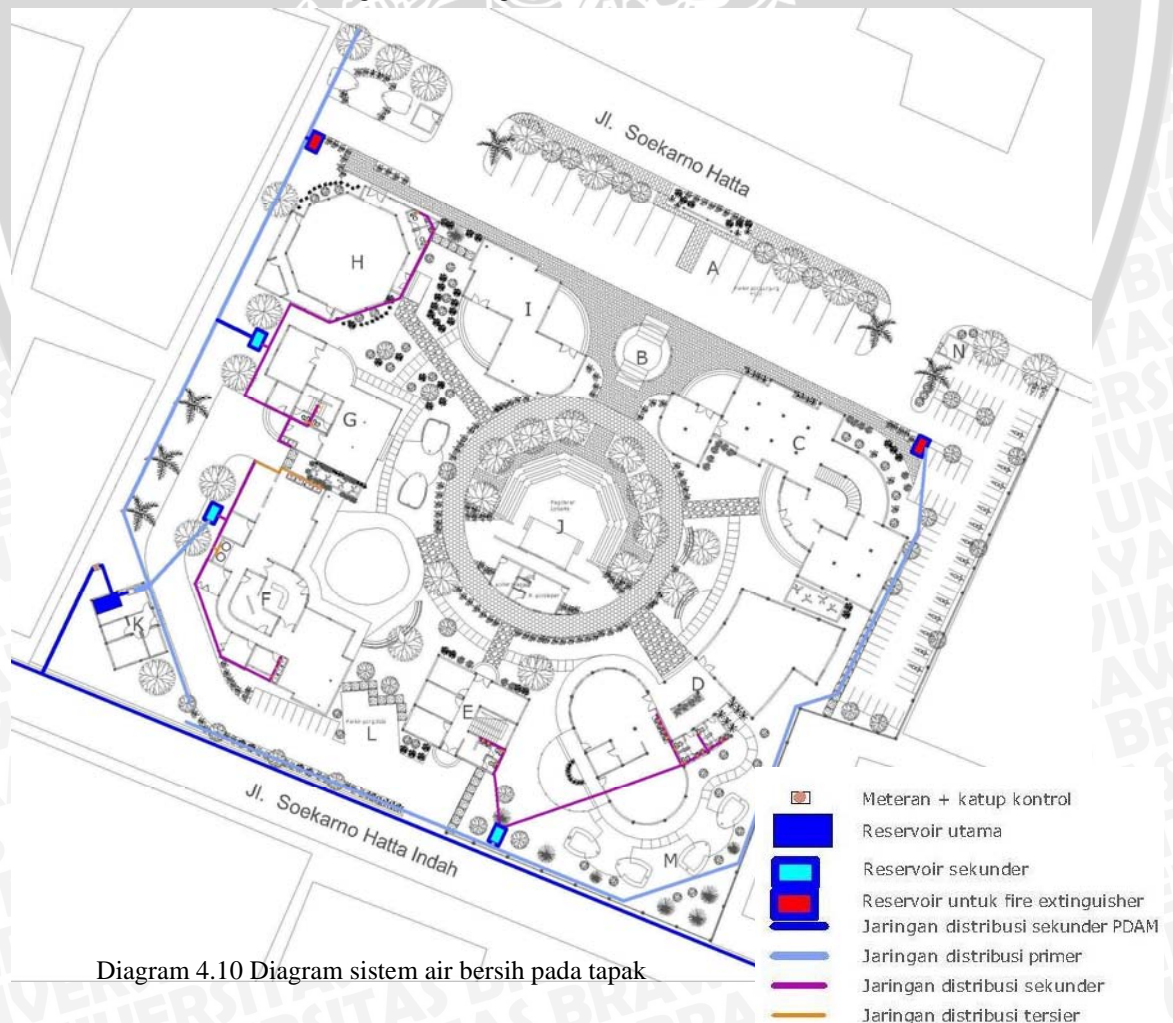 Jl. Soekarno Hatta
A
H
I
B
N
C
G
J
K
F
D
E
L
M
Jl. Soekarno Hatta Indah
Meteran + katup kontrol
Reservoir utama
Reservoir sekunder
Reservoir untuk fire extinguisher
Jaringan distribusi sekunder PDAM
Jaringan distribusi primer
Jaringan distribusi sekunder
Jaringan distribusi tersier
Diagram 4.10 Diagram sistem air bersih pada tapak